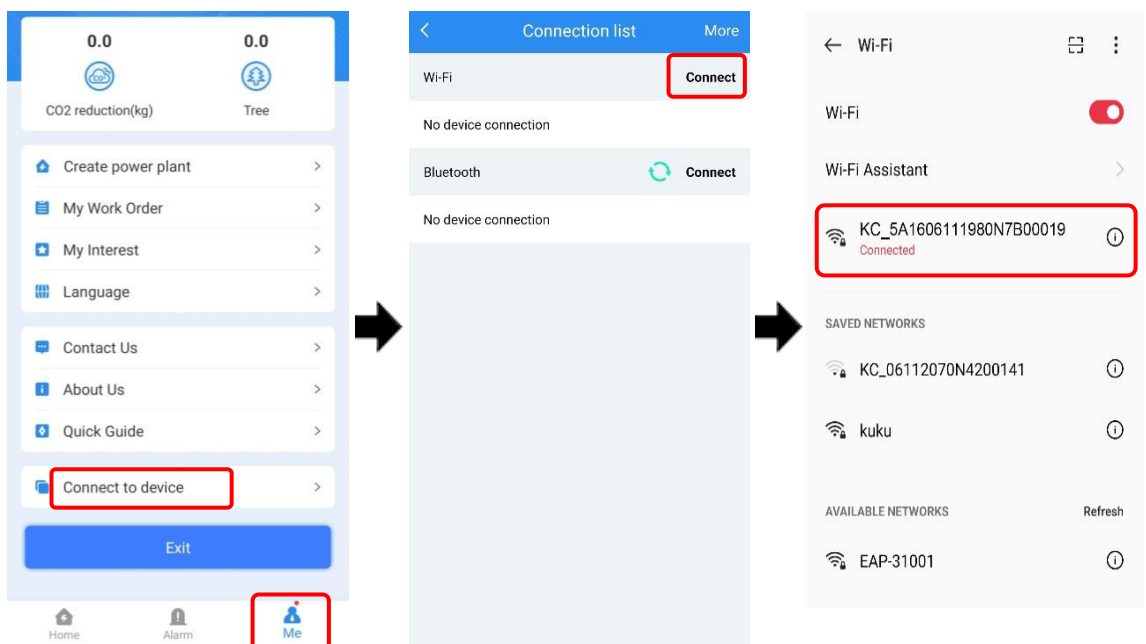 0.0 0.0
CO2 reduction(kg) Tree
Create power plant
My Work Order
My Interest
Language
Contact Us
About Us
Quick Guide
Connect to device
Exit
Home Alarm Me
Connection list More
Wi-Fi Connect
No device connection
Bluetooth Connect
No device connection
Wi-Fi
Wi-Fi
Wi-Fi Assistant
KC_5A1606111980N7B00019
Connected
SAVED NETWORKS
KC_06112070N4200141
kuku
AVAILABLE NETWORKS Refresh
EAP-31001